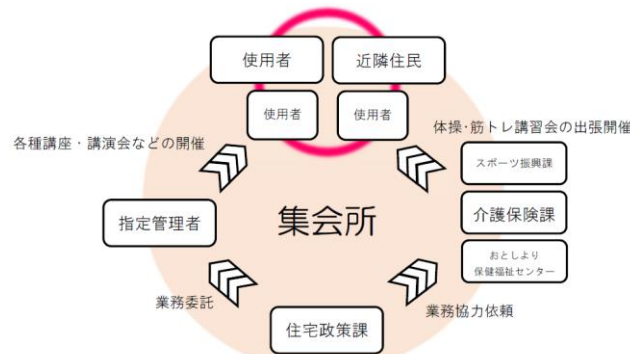 使用者
近隣住民
使用者
使用者
各種講座・講演会などの開催
体操・筋トレ講習会の出張開催
スポーツ振興課
指定管理者
集会所
介護保険課
おとしより
保健福祉センター
業務委託
業務協力依頼
住宅政策課